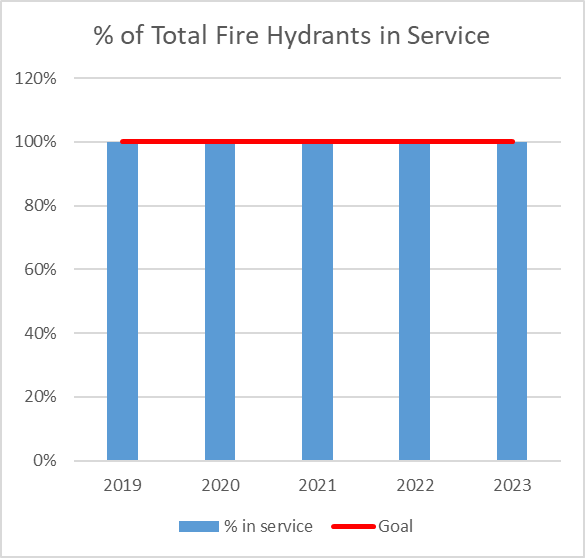 % of Total Fire Hydrants in Service
120%
100%
80%
60%
40%
20%
0%
2019 2020 2021 2022 2023
% in service Goal